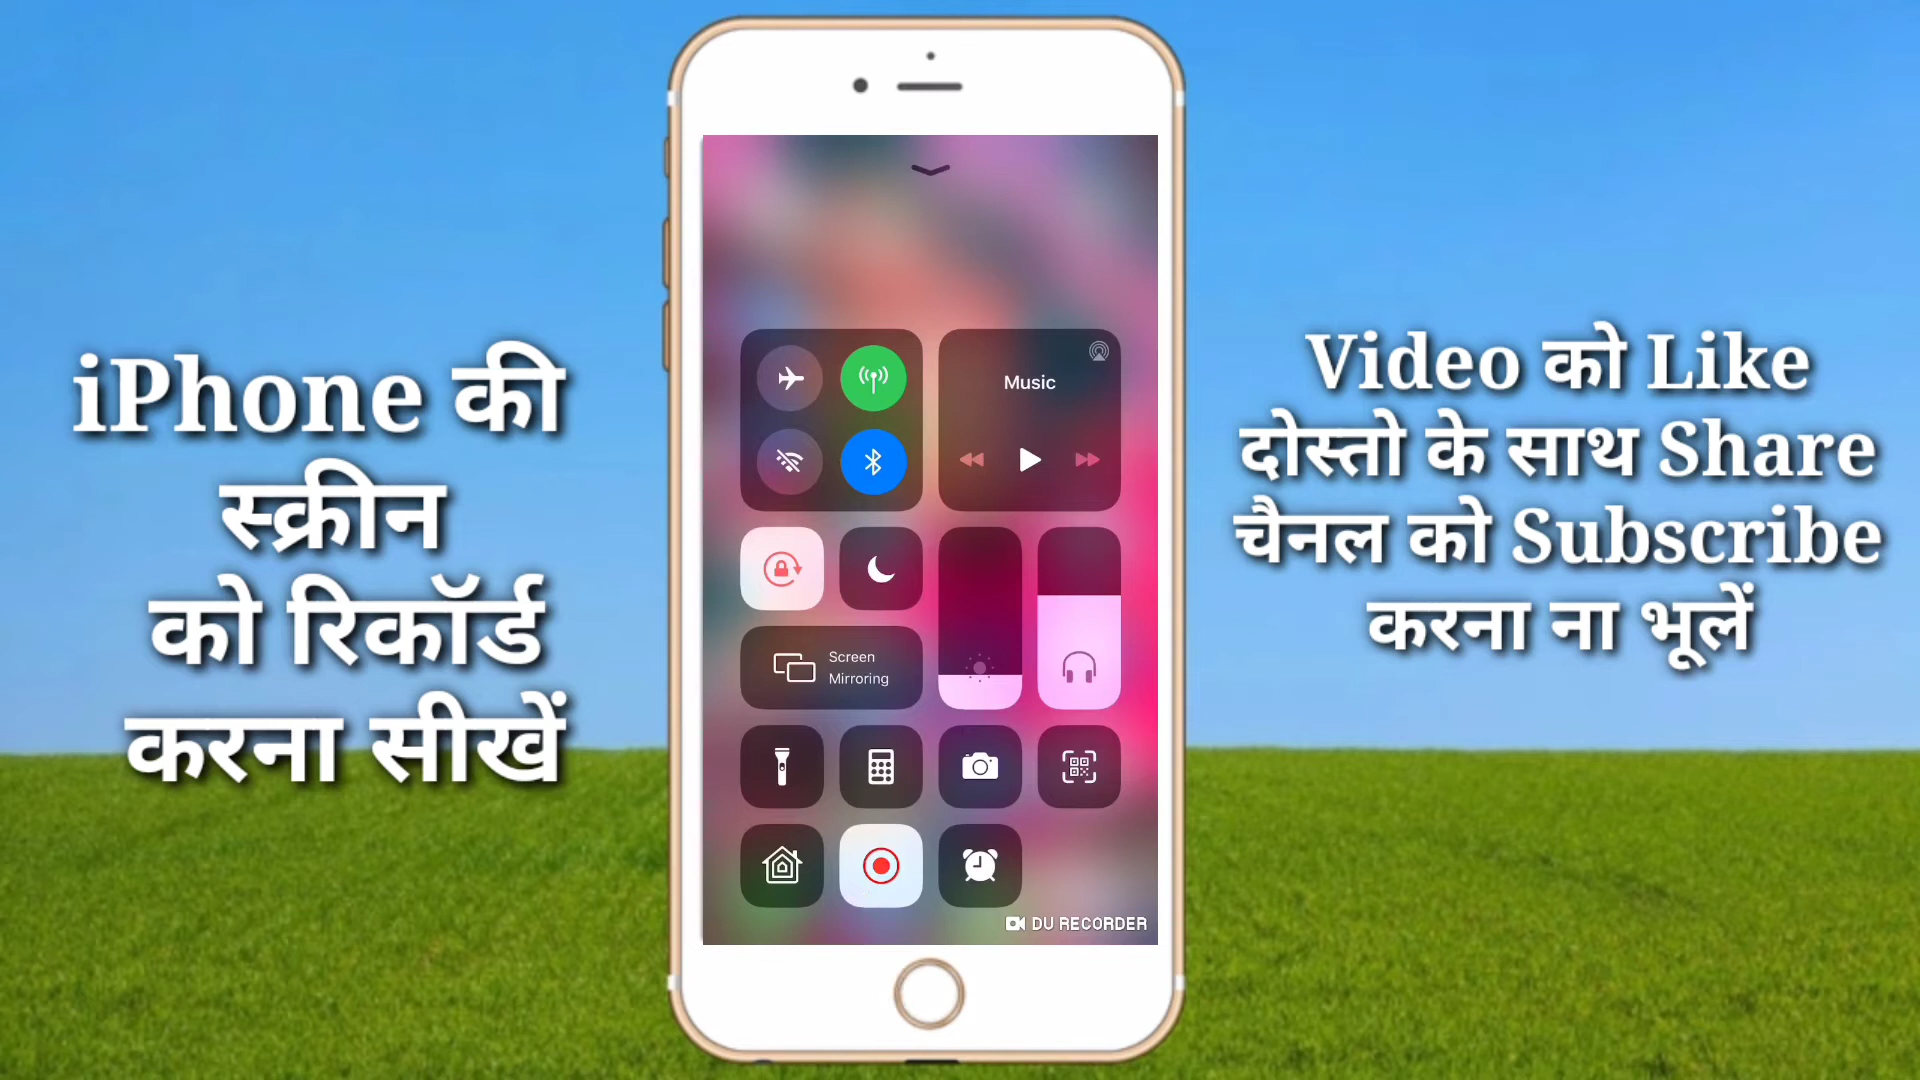 iPhone की
स्क्रीन
को रिकॉर्ड
करना सीखें
Music
Screen
Mirroring
DU RECORDER
Video को Like
दोस्तो के साथ Share
चैनल को Subscribe
करना ना भूलें